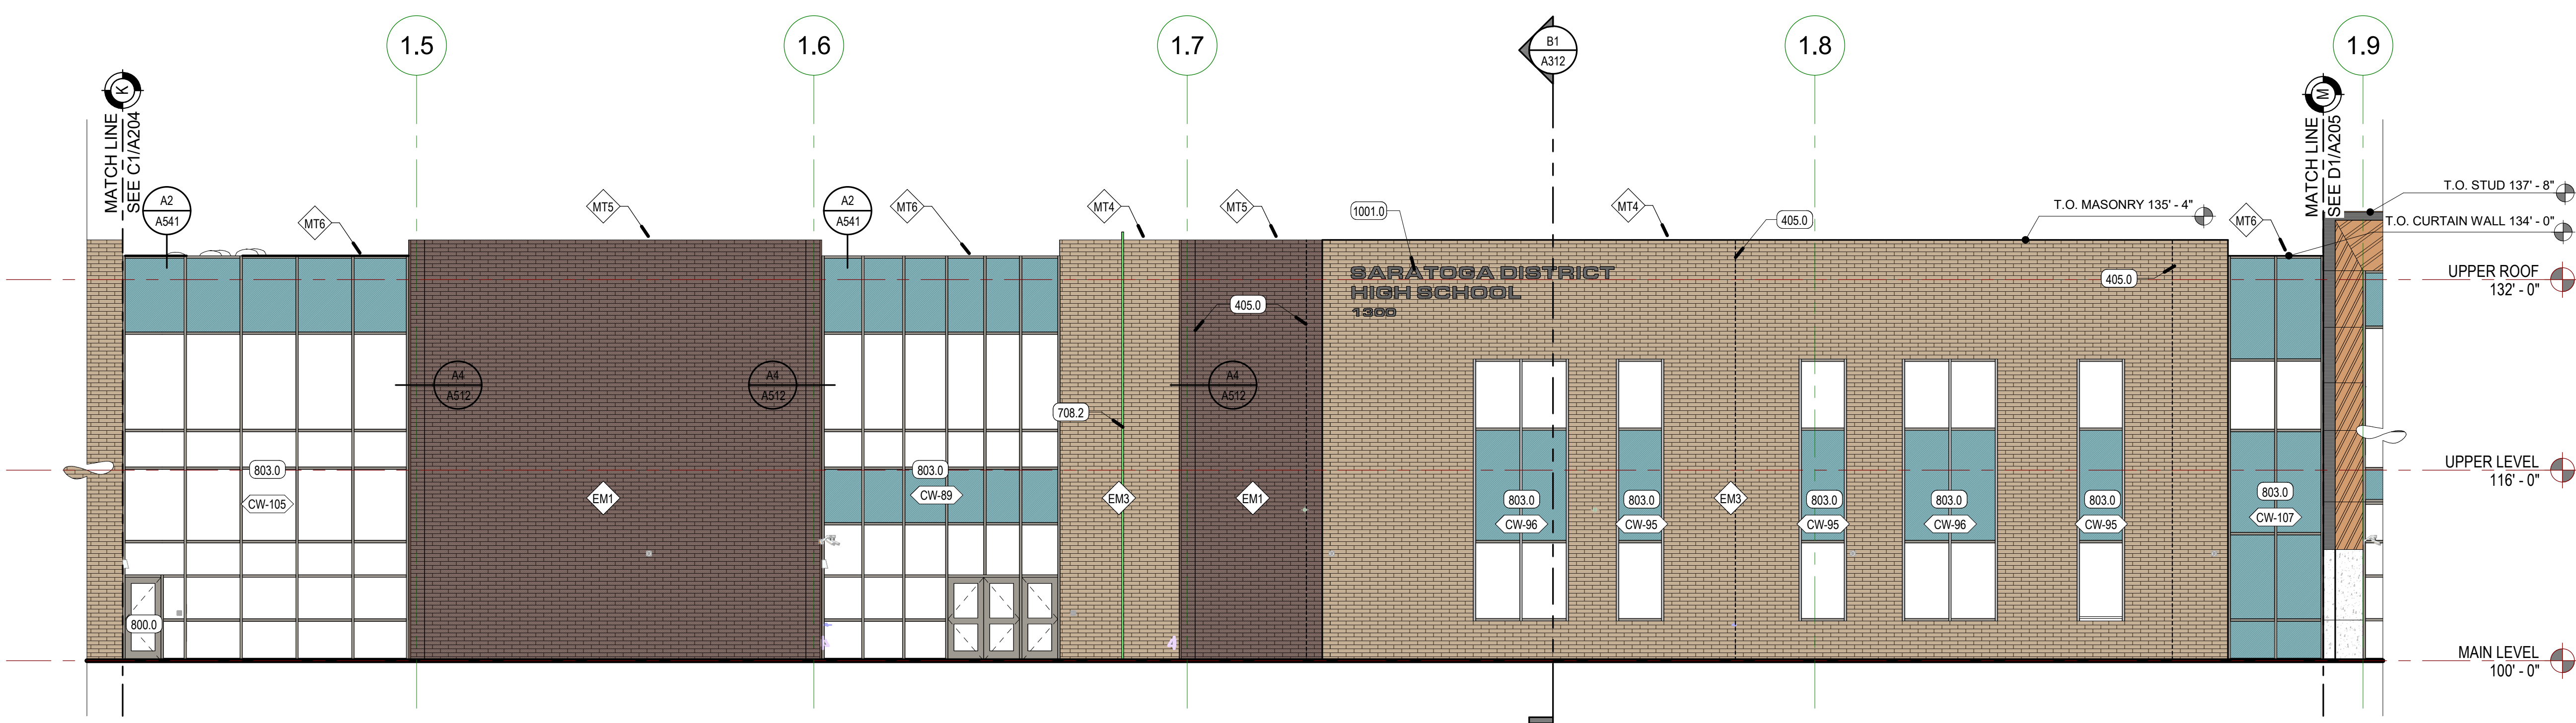 1.5
1.6
1.7
B1
A312
1.8
1.9
K
MATCH LINE
SEE C1/A204
M
MATCH LINE
SEE D1/A205
A2
A541
MT6
MT5
A2
A541
MT6
MT4
MT5
1001.0
MT4
405.0
T.O. MASONRY 135' - 4"
MT6
T.O. STUD 137' - 8"
T.O. CURTAIN WALL 134' - 0"
SARATOGA DISTRICT
HIGH SCHOOL
1300
405.0
405.0
UPPER ROOF
132' - 0"
A4
A512
A4
A512
A4
A512
708.2
803.0
CW-105
EM1
803.0
CW-89
EM3
EM1
803.0
CW-96
803.0
CW-95
EM3
803.0
CW-95
803.0
CW-96
803.0
CW-95
803.0
CW-107
UPPER LEVEL
116' - 0"
800.0
MAIN LEVEL
100' - 0"